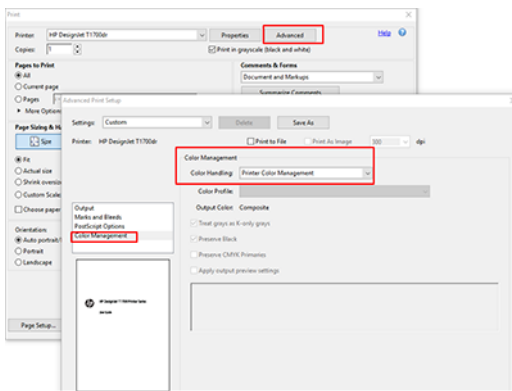 Print
Printer: HP DesignJet T1700dr Properties Advanced Help
Copies: 1 Print in grayscale (black and white)
Pages to Print Comments & Forms
All Document and Markups
Current page
Pages Summarize Comments
More Options
Advanced Print Setup
Settings: Custom Delete Save As
Printer: HP DesignJet T1700dr Print to File Print As Image 300 dpi
Page Sizing & Ha
Size
Fit
Actual size
Shrink oversize
Custom Scale
Choose paper
Orientation:
Auto portrait/
Portrait
Landscape
Page Setup...
Output
Marks and Bleeds
PostScript Options
Color Management
Color Management
Color Handling: Printer Color Management
Color Profile:
Output Color: Composite
Treat grays as K-only grays
Preserve Black
Preserve CMYK Primaries
Apply output preview settings